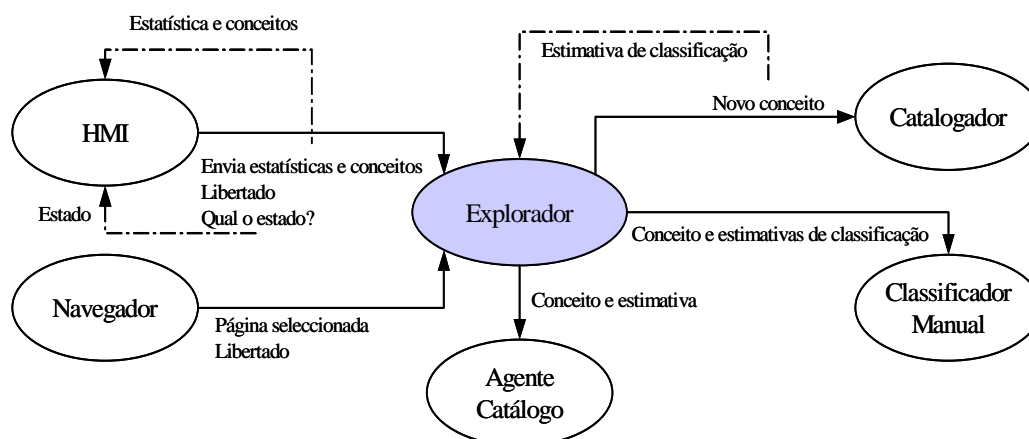 Estatística e conceitos
Estimativa de classificação
HMI
Novo conceito
Catalogador
Envia estatísticas e conceitos
Libertado
Qual o estado?
Estado
Explorador
Conceito e estimativas de classificação
Navegador
Página seleccionada
Libertado
Conceito e estimativa
Classificador
Manual
Agente
Catálogo